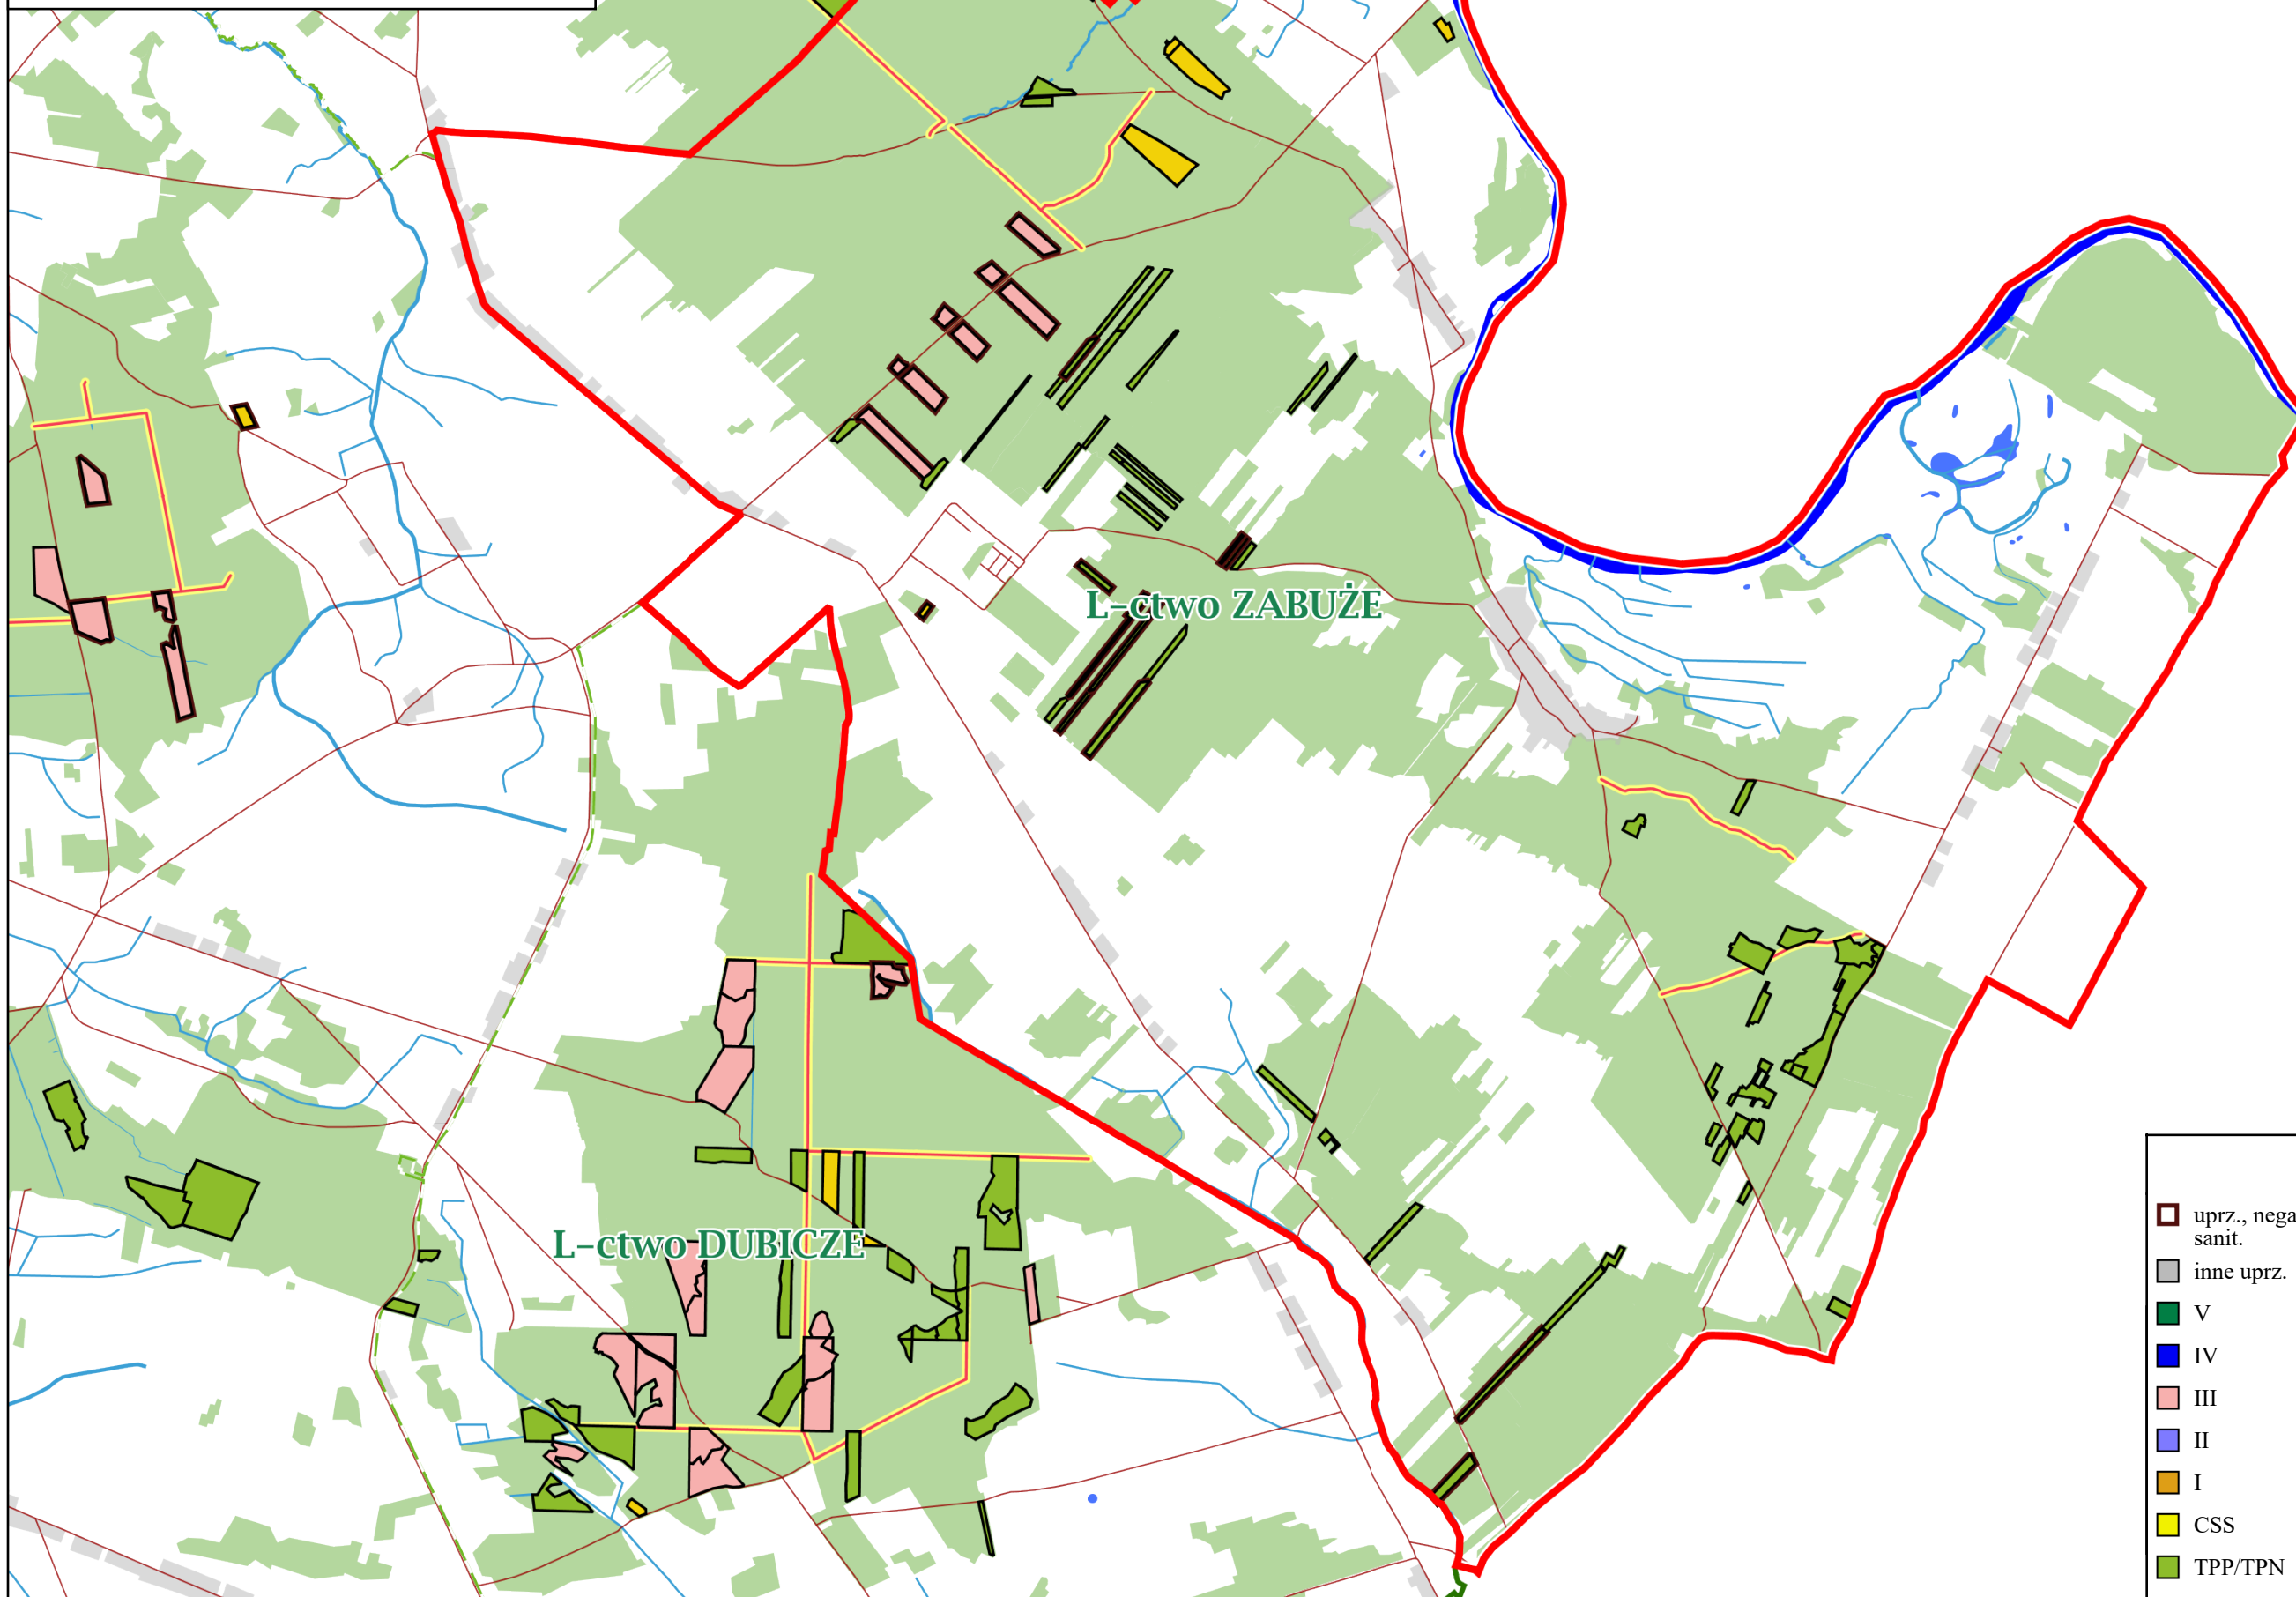 L-ctwo ZABUŻE
L-ctwo DUBICZE
uprz., nega
sanit.
inne uprz.
V
IV
III
II
I
CSS
TPP/TPN